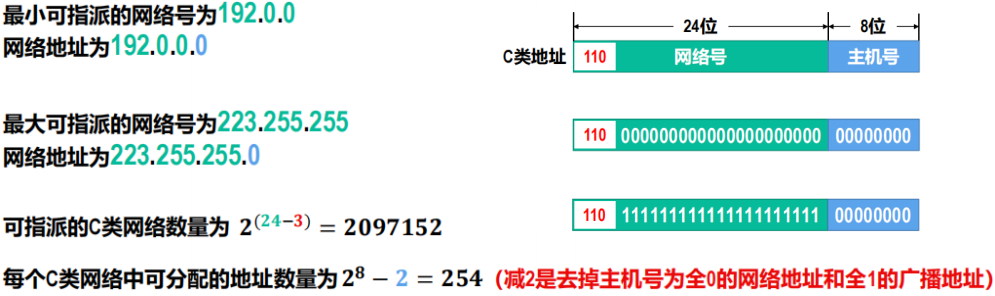 最小可指派的网络号为192.0.0
网络地址为192.0.0.0
最大可指派的网络号为223.255.255
网络地址为223.255.255.0
可指派的C类网络数量为 2^(24−3) = 2097152
每个C类网络中可分配的地址数量为2^8 − 2 = 254（减2是去掉主机号为全0的网络地址和全1的广播地址）
24位 8位
C类地址 110 网络号 主机号
110 000000000000000000000 00000000
110 111111111111111111111 00000000